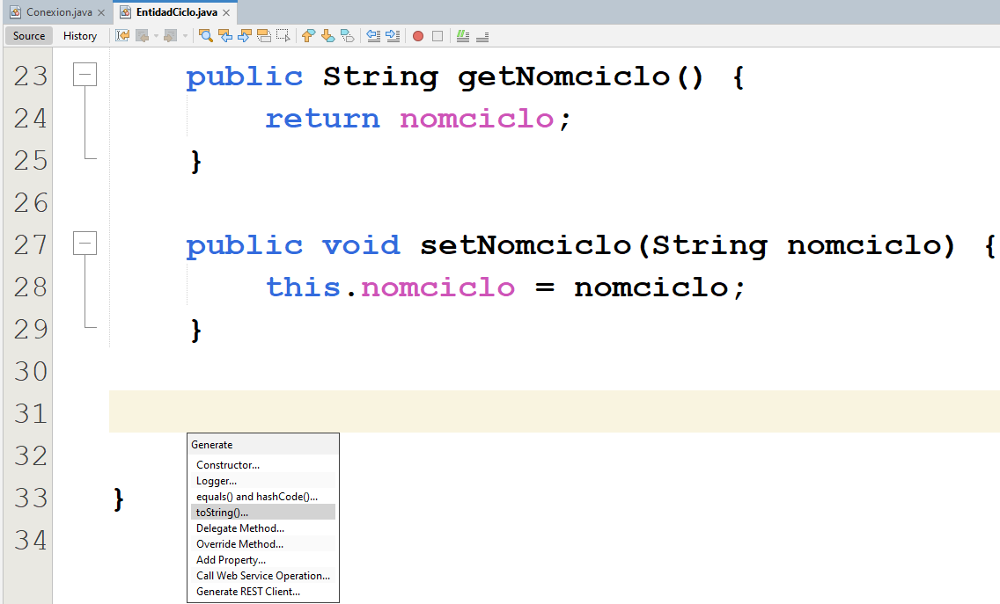 Conexion.java EntidadCiclo.java
Source History
23 public String getNomciclo() {
24 return nomciclo;
25 }
26
27 public void setNomciclo(String nomciclo) {
28 this.nomciclo = nomciclo;
29 }
30
31
32
33 }
34
Generate
Constructor...
Logger...
equals() and hashCode()...
toString()...
Delegate Method...
Override Method...
Add Property...
Call Web Service Operation...
Generate REST Client...